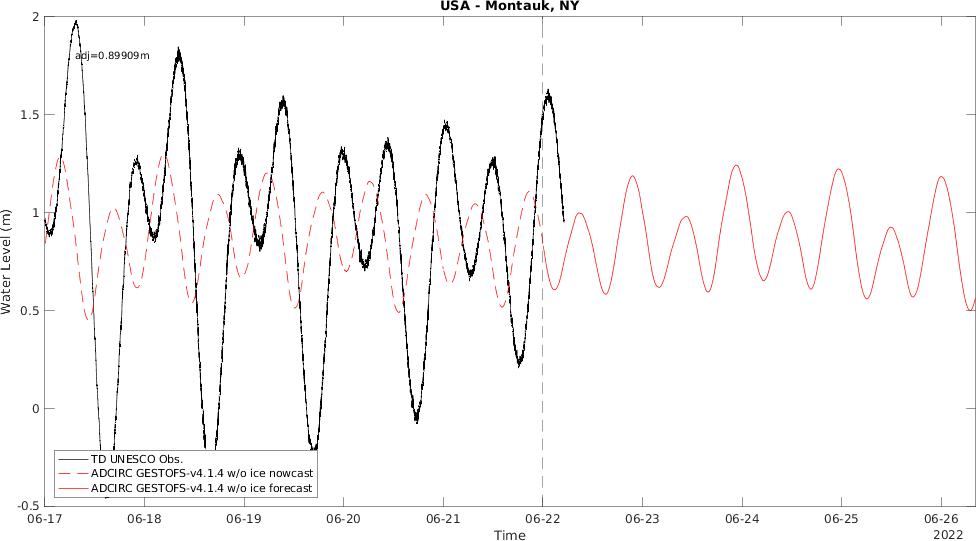 USA - Montauk, NY
adj=0.89909m
2
1.5
1
0.5
0
-0.5
Water Level (m)
TD UNESCO Obs.
ADCIRC GESTOFS-v4.1.4 w/o ice nowcast
ADCIRC GESTOFS-v4.1.4 w/o ice forecast
06-17 06-18 06-19 06-20 06-21 06-22 06-23 06-24 06-25 06-26
Time
2022